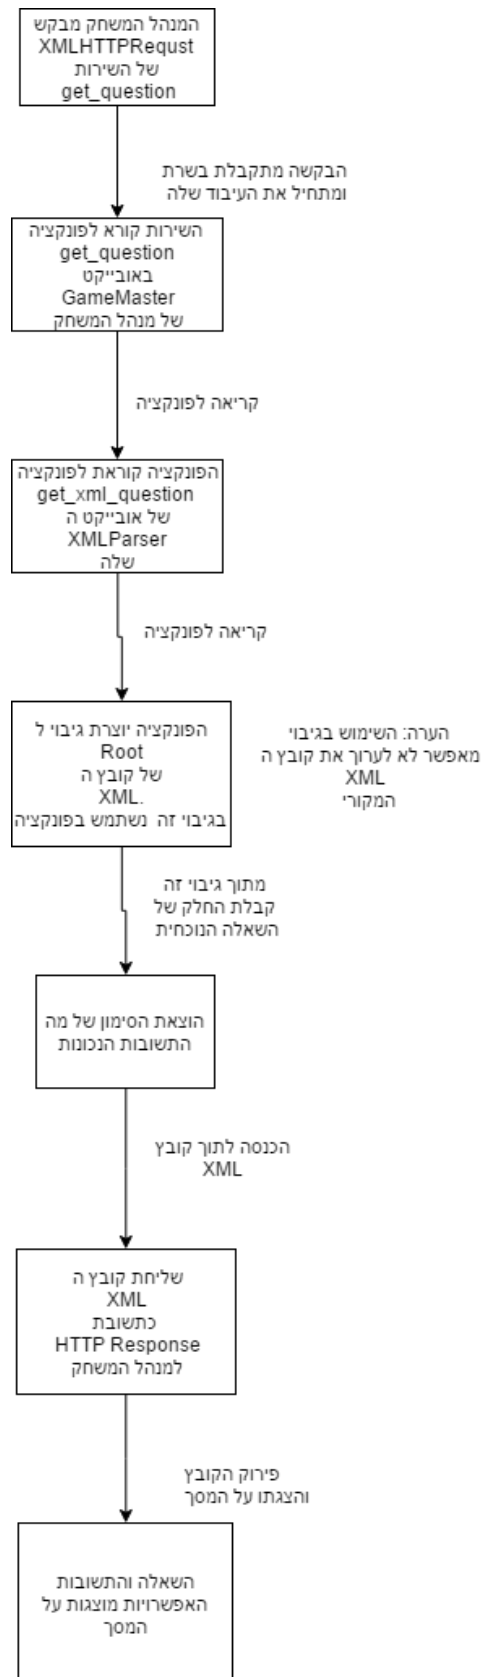 המנהל המשחק מבקש
XMLHTTPRequst
של השירות
get_question
הבקשה מתקבלת בשרת
ומתחיל את העיבוד שלה
השירות קורא לפונקציה
get_question
באובייקט
GameMaster
של מנהל המשחק
קריאה לפונקציה
הפונקציה קוראת לפונקציה
get_xml_question
של אובייקט ה
XMLParser
שלה
קריאה לפונקציה
הפונקציה יוצרת גיבוי ל
Root
של קובץ ה
XML.
בגיבוי זה נשתמש בפונקציה
הערה: השימוש בגיבוי
מאפשר לא לערוך את קובץ ה
XML
המקורי
מתוך גיבוי זה
קבלת החלק של
השאלה הנוכחית
הוצאת הסימון של מה
התשובות הנכונות
הכנסה לתוך קובץ
XML
שליחת קובץ ה
XML
כתשובת
HTTP Response
למנהל המשחק
פירוק הקובץ
והצגתו על המסך
השאלה והתשובות
האפשרויות מוצגות על
המסך